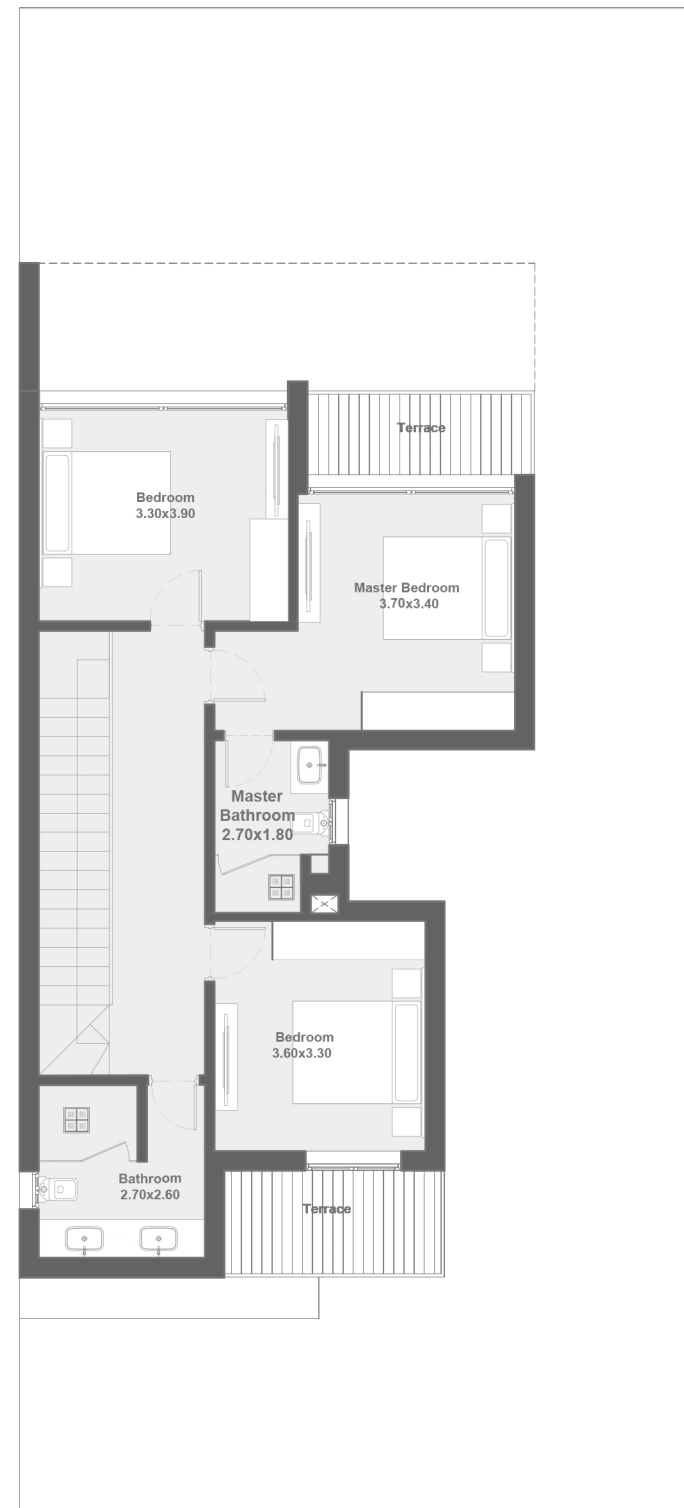 Terrace
Bedroom
3.30x3.90
Master Bedroom
3.70x3.40
Master
Bathroom
2.70x1.80
Bedroom
3.60x3.30
Bathroom
2.70x2.60
Terrace